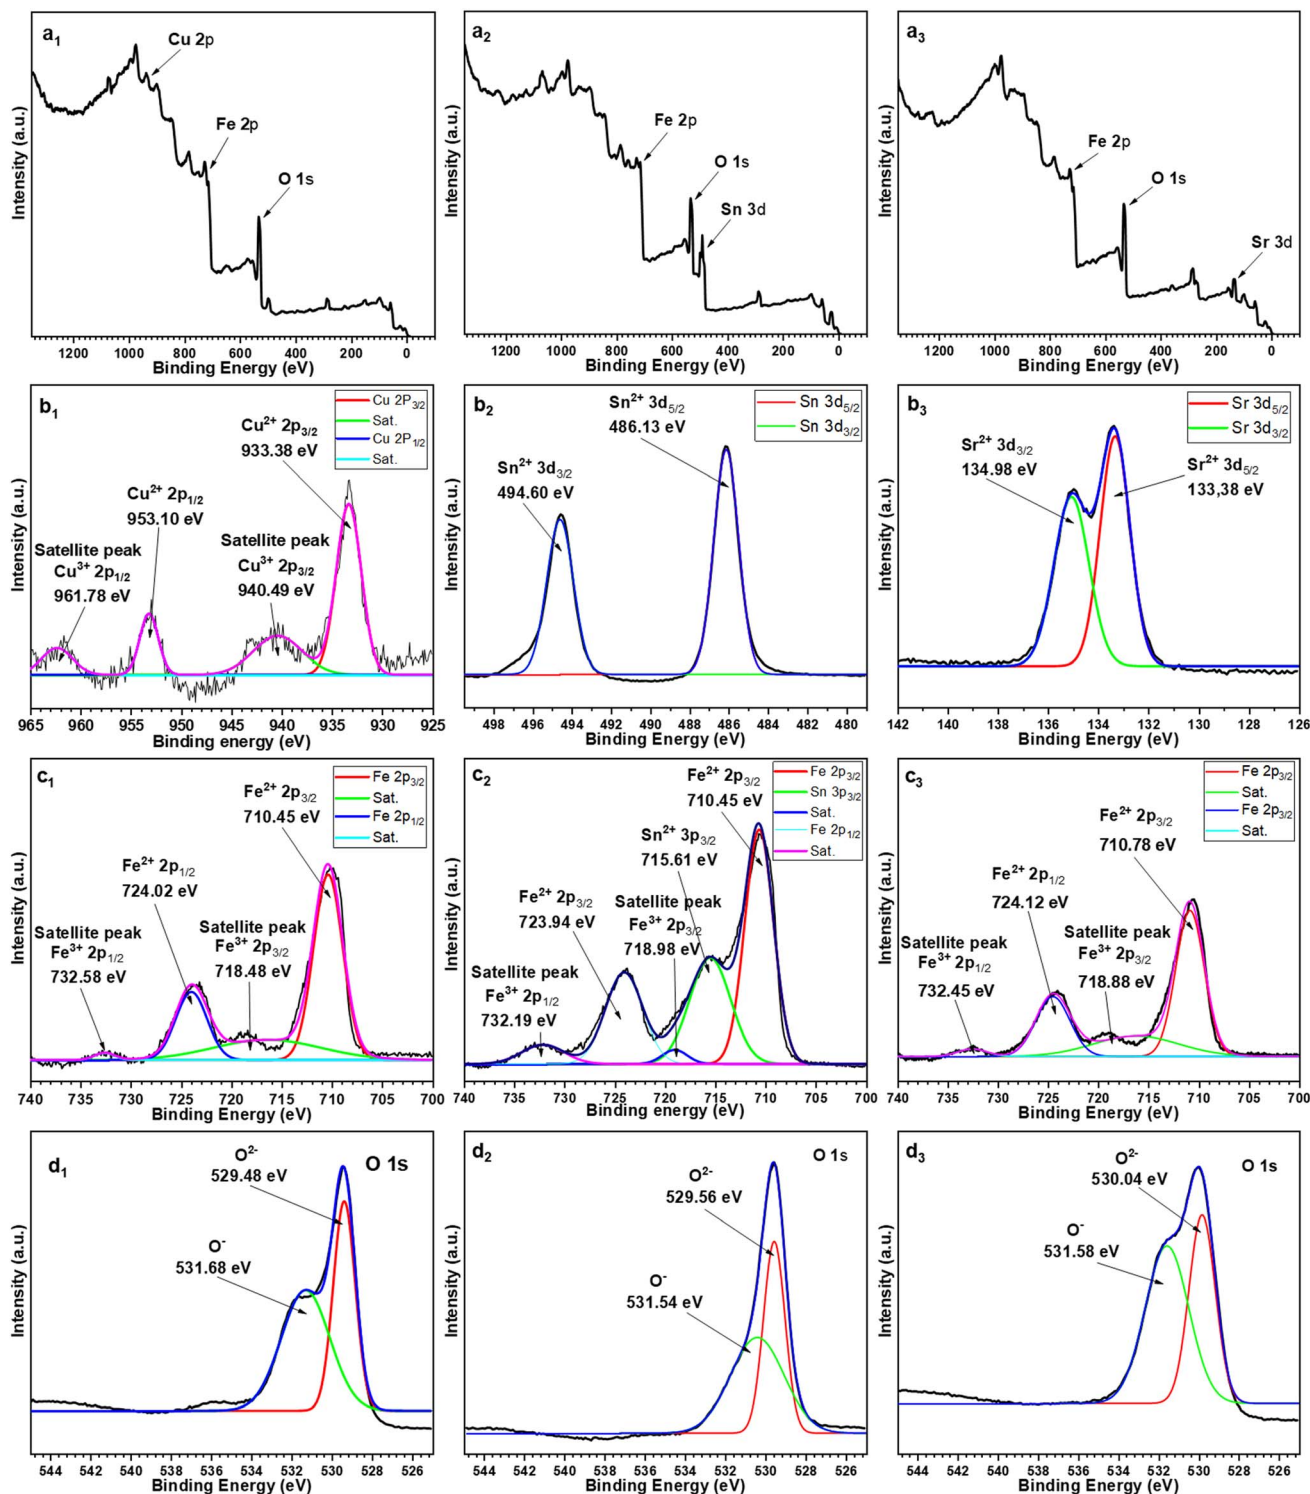 a₁
Cu 2p
Fe 2p
O 1s
Intensity (a.u.)
1200 1000 800 600 400 200 0
Binding Energy (eV)
a₂
Fe 2p
O 1s
Sn 3d
Intensity (a.u.)
1200 1000 800 600 400 200 0
Binding Energy (eV)
a₃
Fe 2p
O 1s
Sr 3d
Intensity (a.u.)
1200 1000 800 600 400 200 0
Binding Energy (eV)
b₁
Cu 2P₃/₂
Sat.
Cu 2P₁/₂
Sat.
Cu²⁺ 2p₃/₂
933.38 eV
Cu²⁺ 2p₁/₂
953.10 eV
Satellite peak
Cu³⁺ 2p₁/₂
961.78 eV
Satellite peak
Cu³⁺ 2p₃/₂
940.49 eV
Intensity (a.u.)
965 960 955 950 945 940 935 930 925
Binding energy (eV)
b₂
Sn 3d₅/₂
Sn 3d₃/₂
Sn²⁺ 3d₅/₂
486.13 eV
Sn²⁺ 3d₃/₂
494.60 eV
Intensity (a.u.)
498 496 494 492 490 488 486 484 482 480
Binding energy (eV)
b₃
Sr 3d₅/₂
Sr 3d₃/₂
Sr²⁺ 3d₃/₂
134.98 eV
Sr²⁺ 3d₅/₂
133,38 eV
Intensity (a.u.)
142 140 138 136 134 132 130 128 126
Binding energy (eV)
c₁
Fe 2p₃/₂
Sat.
Fe 2p₁/₂
Sat.
Fe²⁺ 2p₃/₂
710.45 eV
Fe²⁺ 2p₁/₂
724.02 eV
Satellite peak
Fe³⁺ 2p₁/₂
732.58 eV
Satellite peak
Fe³⁺ 2p₃/₂
718.48 eV
Intensity (a.u.)
740 735 730 725 720 715 710 705 700
Binding Energy (eV)
c₂
Fe 2p₃/₂
Sn 3p₃/₂
Sat.
Fe 2p₁/₂
Sat.
Fe²⁺ 2p₃/₂
710.45 eV
Sn²⁺ 3p₃/₂
715.61 eV
Fe²⁺ 2p₃/₂
723.94 eV
Satellite peak
Fe³⁺ 2p₃/₂
718.98 eV
Satellite peak
Fe³⁺ 2p₁/₂
732.19 eV
Intensity (a.u.)
740 735 730 725 720 715 710 705 700
Binding Energy (eV)
c₃
Fe 2p₃/₂
Sat.
Fe 2p₃/₂
Sat.
Fe²⁺ 2p₃/₂
710.78 eV
Fe²⁺ 2p₁/₂
724.12 eV
Satellite peak
Fe³⁺ 2p₁/₂
732.45 eV
Satellite peak
Fe³⁺ 2p₃/₂
718.88 eV
Intensity (a.u.)
740 735 730 725 720 715 710 705 700
Binding Energy (eV)
d₁
O²⁻
529.48 eV
O 1s
O⁻
531.68 eV
Intensity (a.u.)
544 542 540 538 536 534 532 530 528 526
Binding Energy (eV)
d₂
O²⁻
529.56 eV
O 1s
O⁻
531.54 eV
Intensity (a.u.)
544 542 540 538 536 534 532 530 528 526
Binding Energy (eV)
d₃
O²⁻
530.04 eV
O 1s
O⁻
531.58 eV
Intensity (a.u.)
544 542 540 538 536 534 532 530 528 526
Binding Energy (eV)